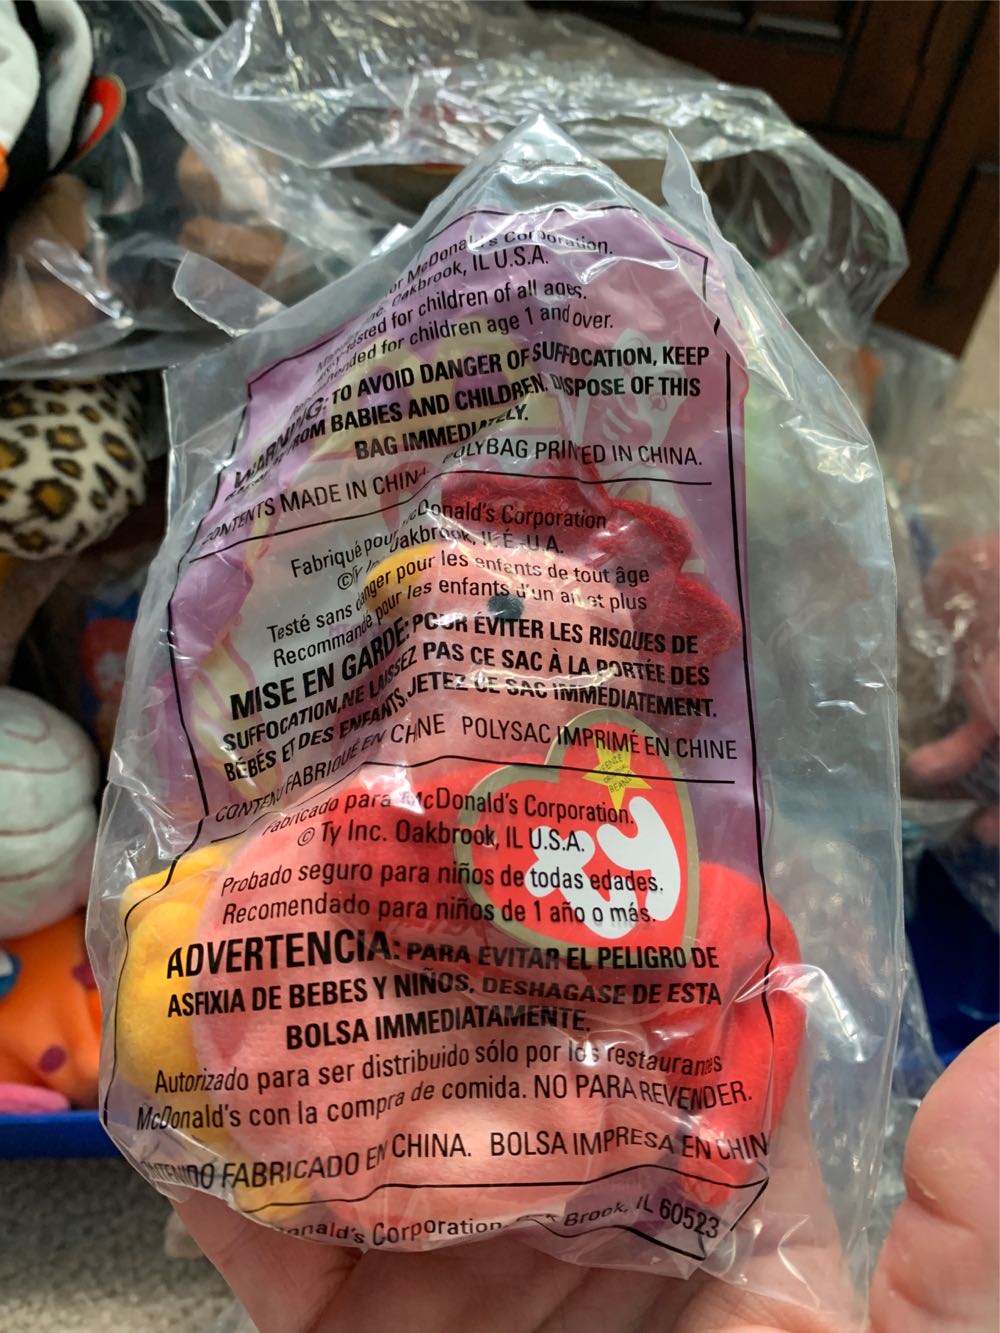 or McDonald's Corporation.
Oakbrook, IL U.S.A.
for children of all ages.
for children age 1 and over.
WARNING: TO AVOID DANGER OF SUFFOCATION, KEEP
FROM BABIES AND CHILDREN. DISPOSE OF THIS
BAG IMMEDIATELY.
CONTENTS MADE IN CHINA. POLYBAG PRINTED IN CHINA.
Fabriqué pour McDonald's Corporation
©Ty Inc. Oakbrook, IL É.-U.A.
Testé sans danger pour les enfants de tout âge
Recommandé pour les enfants d'un an et plus
MISE EN GARDE: POUR ÉVITER LES RISQUES DE
SUFFOCATION, NE LAISSEZ PAS CE SAC À LA PORTÉE DES
BÉBÉS ET DES ENFANTS, JETEZ CE SAC IMMÉDIATEMENT.
CONTENU FABRIQUÉ EN CHINE POLYSAC IMPRIMÉ EN CHINE
Fabricado para McDonald's Corporation.
© Ty Inc. Oakbrook, IL U.S.A.
Probado seguro para niños de todas edades.
Recomendado para niños de 1 año o más.
ADVERTENCIA: PARA EVITAR EL PELIGRO DE
ASFIXIA DE BEBES Y NIÑOS, DESHAGASE DE ESTA
BOLSA IMMEDIATAMENTE.
Autorizado para ser distribuido sólo por los restaurantes
McDonald's con la compra de comida. NO PARA REVENDER.
CONTENIDO FABRICADO EN CHINA. BOLSA IMPRESA EN CHIN
McDonald's Corporation Brook, IL 60523
ty